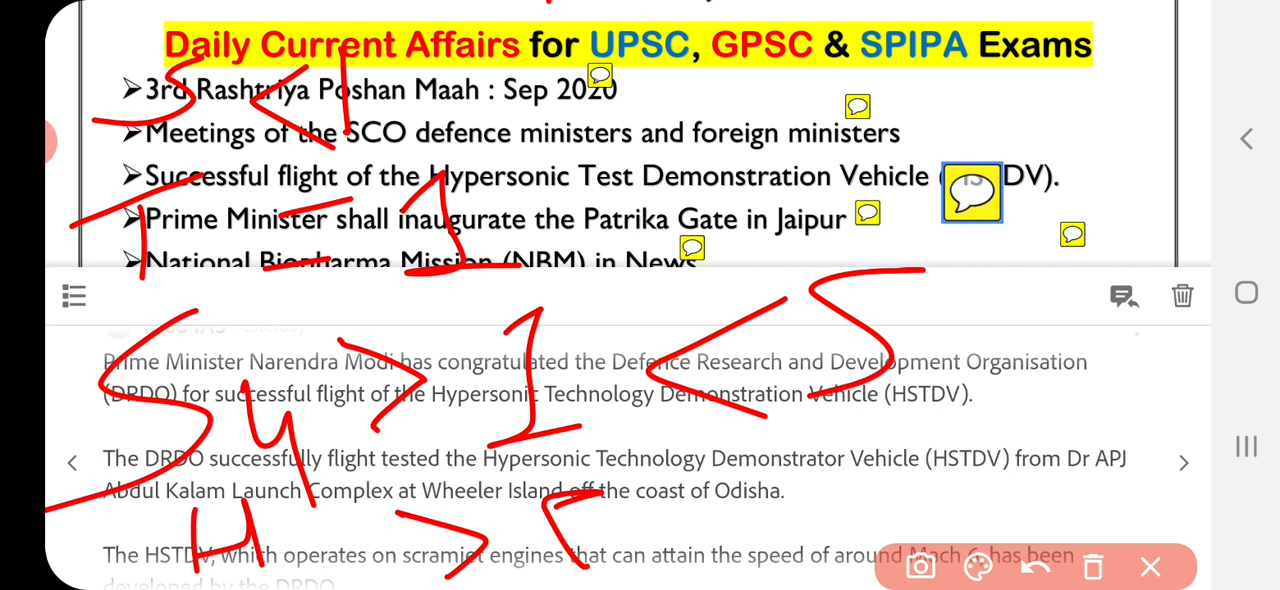 Daily Current Affairs for UPSC, GPSC & SPIPA Exams
➤3rd Rashtriya Poshan Maah : Sep 2020
➤Meetings of the SCO defence ministers and foreign ministers
➤Successful flight of the Hypersonic Test Demonstration Vehicle DV).
➤Prime Minister shall inaugurate the Patrika Gate in Jaipur
➤National Biopharma Mission (NBM) in News
Prime Minister Narendra Modi has congratulated the Defence Research and Development Organisation
(DRDO) for successful flight of the Hypersonic Technology Demonstration Vehicle (HSTDV).
The DRDO successfully flight tested the Hypersonic Technology Demonstrator Vehicle (HSTDV) from Dr APJ
Abdul Kalam Launch Complex at Wheeler Island off the coast of Odisha.
The HSTDV, which operates on scramjet engines that can attain the speed of around Mach 6, has been
developed by the DRDO